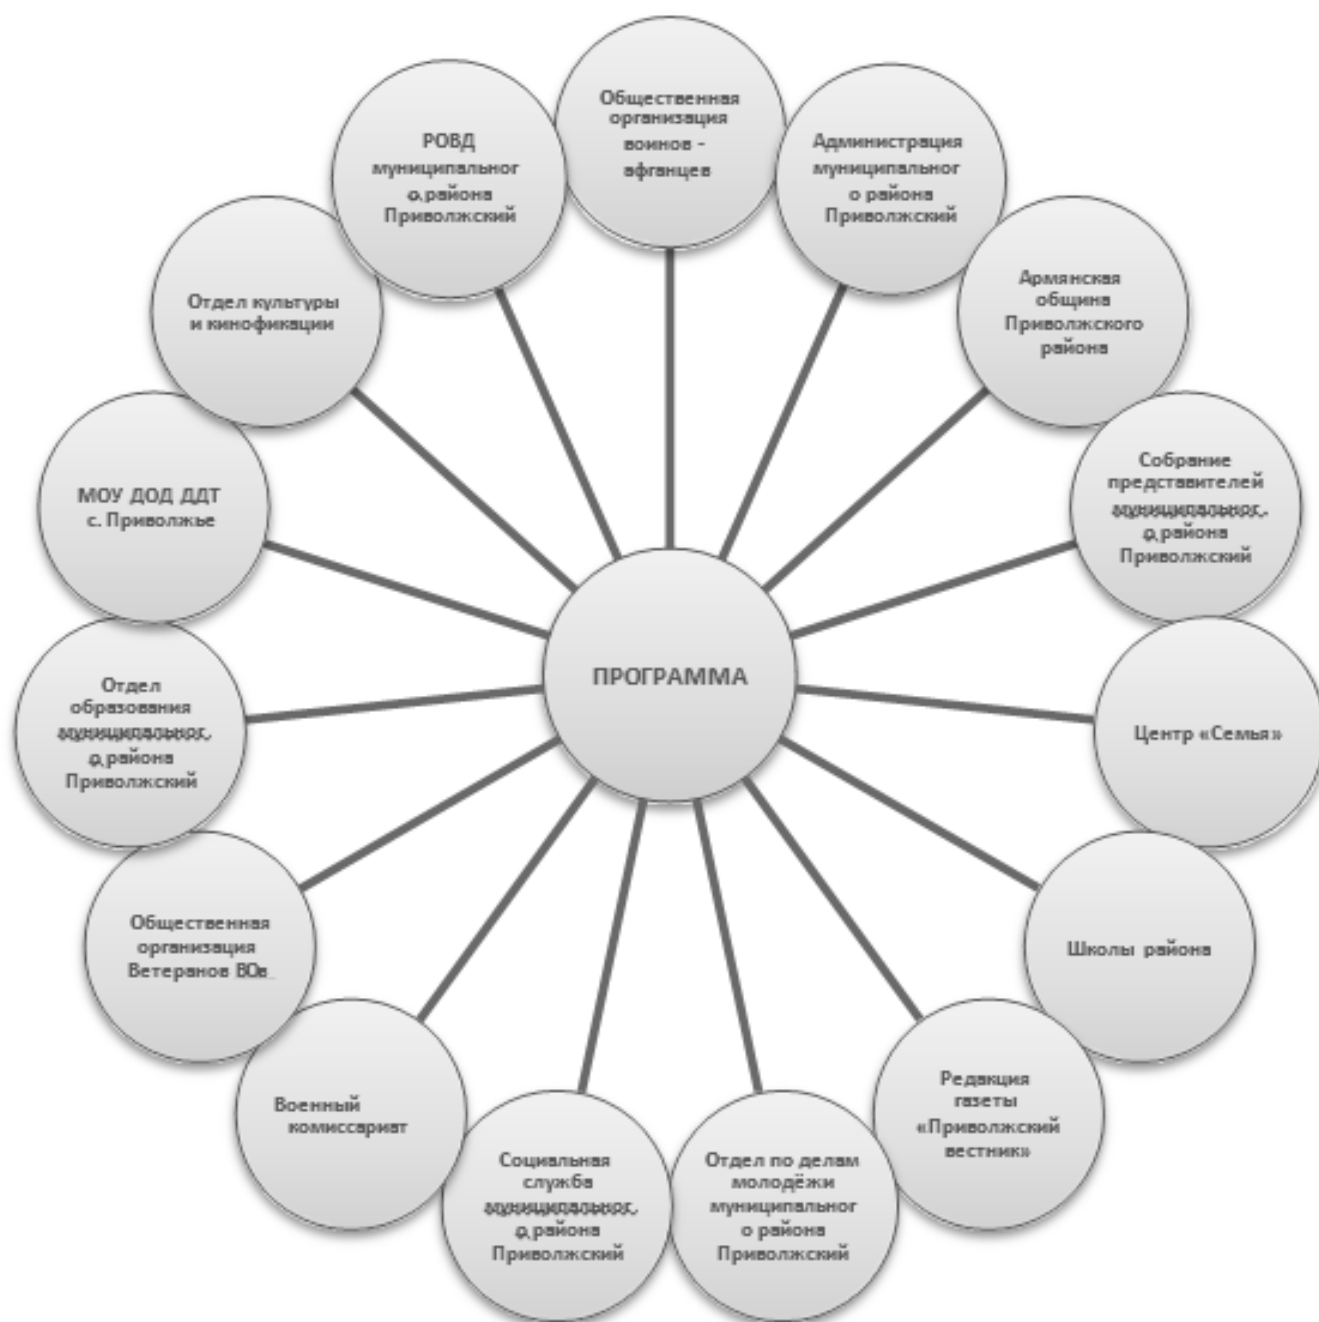 Общественная
организация
воинов -
афганцев
Администрация
муниципальног
о района
Приволжский
Армянская
община
Приволжского
района
Собрание
представителей
муниципальног
о района
Приволжский
Центр «Семья»
Школы района
Редакция
газеты
«Приволжский
вестник»
Отдел по делам
молодёжи
муниципальног
о района
Приволжский
Социальная
служба
муниципальног
о района
Приволжский
Военный
комиссариат
Общественная
организация
Ветеранов ВОв
Отдел
образования
муниципальног
о района
Приволжский
МОУ ДОД ДДТ
с. Приволжье
Отдел культуры
и кинофикации
РОВД
муниципальног
о района
Приволжский
ПРОГРАММА